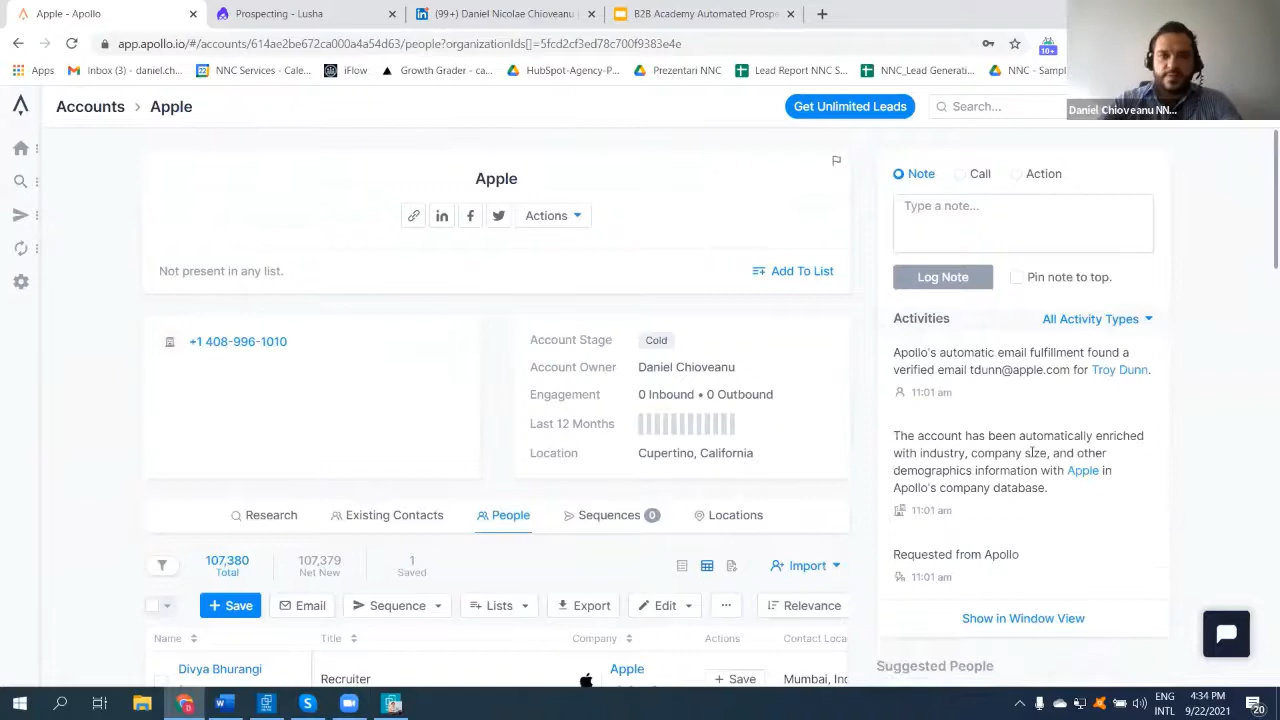 Apply - Apollo
Prospecting - Lusha
(99+) Daniel Nicolae Chioveanu |
B2B Academy Automated Prospe
app.apollo.io/#/accounts/614ae2be672ca00a4a54d63/people?organizationIds[]=5fcd2cf3ed78c700f9383e4e
10+
Apps
Inbox (3) - daniel.c
22
NNC Services - Cale...
iFlow
Growth Grader - ca...
HubSpot-Agency-P...
Prezentari NNC
Lead Report NNC S...
NNC_Lead Generati...
NNC - Samp
Daniel Chioveanu NN...
Accounts > Apple
Get Unlimited Leads
Search...
Apple
Actions
Not present in any list.
Add To List
+1 408-996-1010
Account Stage
Cold
Account Owner
Daniel Chioveanu
Engagement
0 Inbound • 0 Outbound
Last 12 Months
Location
Cupertino, California
Research
Existing Contacts
People
Sequences 0
Locations
107,380
Total
107,379
Net New
1
Saved
Import
+ Save
Email
Sequence
Lists
Export
Edit
...
Relevance
Name
Title
Company
Actions
Contact Loca
Divya Bhurangi
Recruiter
Apple
+ Save
Mumbai, Ind
Note
Call
Action
Type a note...
Log Note
Pin note to top.
Activities
All Activity Types
Apollo's automatic email fulfillment found a
verified email tdunn@apple.com for Troy Dunn.
11:01 am
The account has been automatically enriched
with industry, company size, and other
demographics information with Apple in
Apollo's company database.
11:01 am
Requested from Apollo
11:01 am
Show in Window View
Suggested People
ENG
INTL
4:34 PM
9/22/2021
20